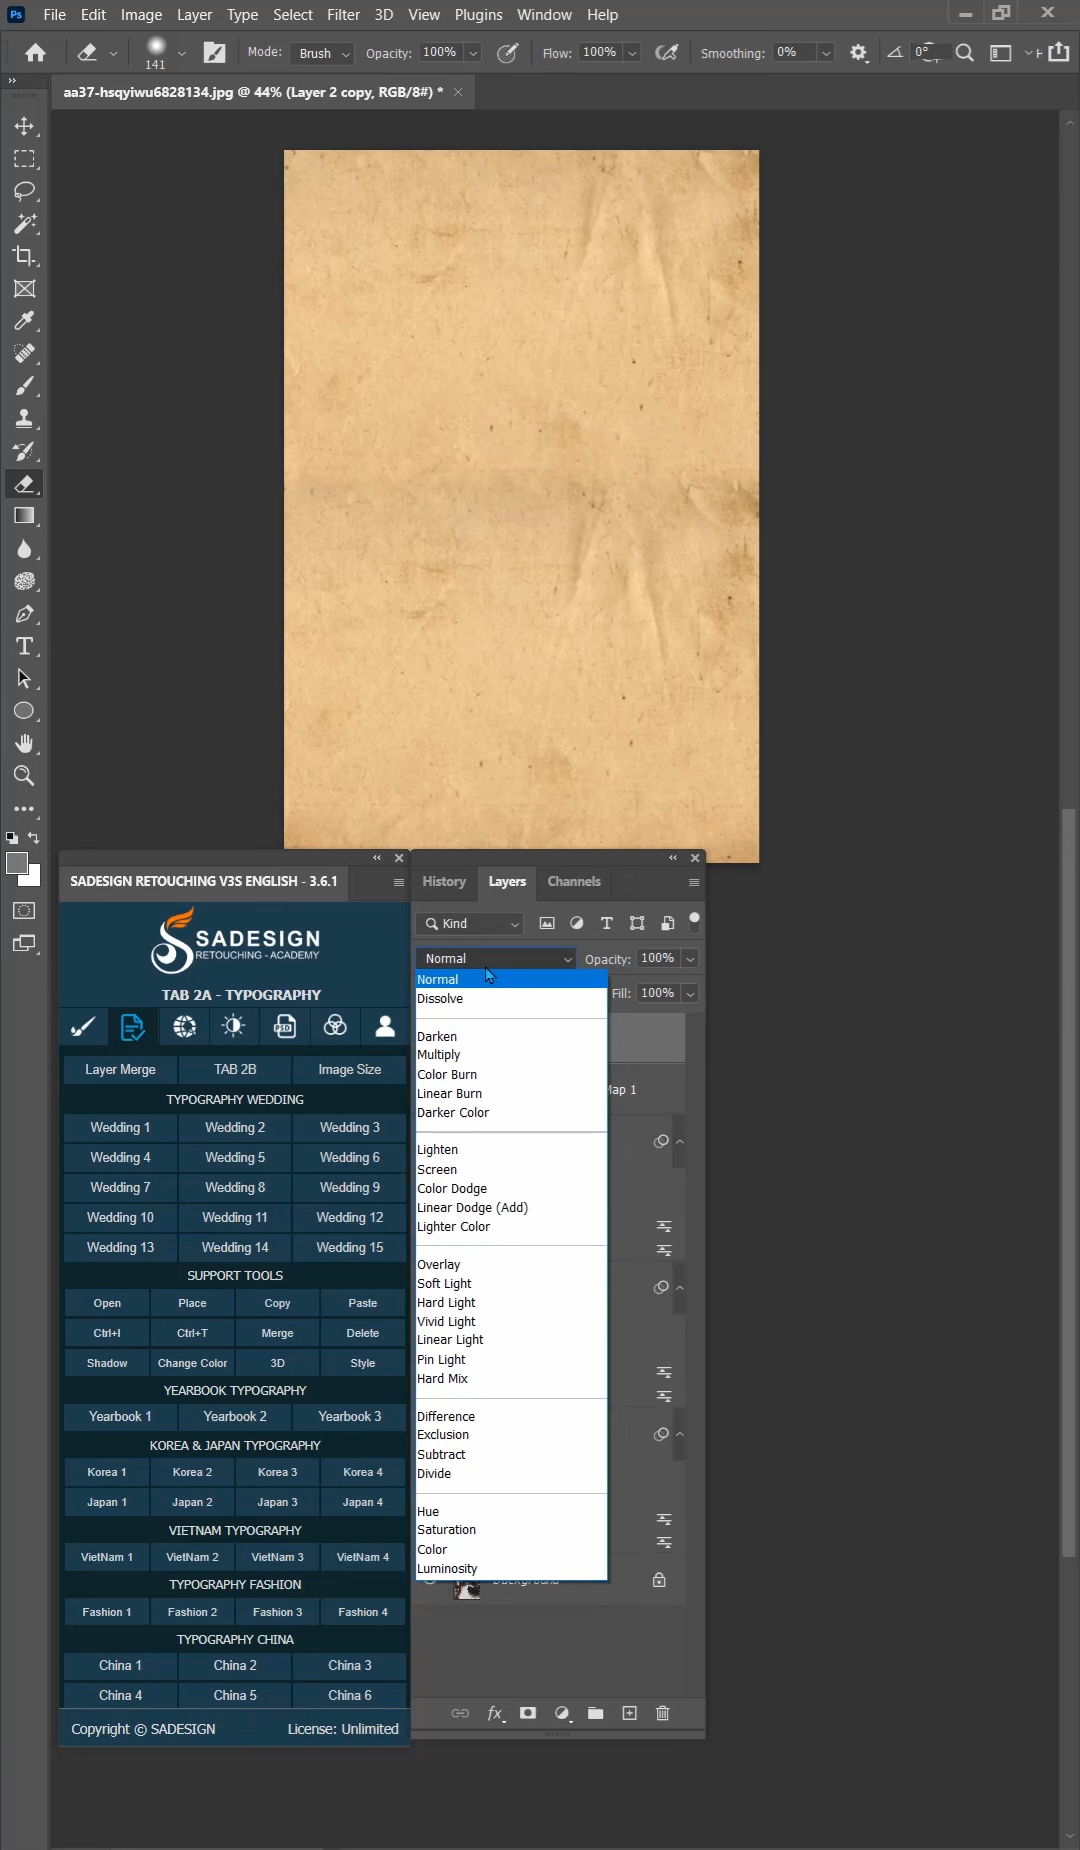 Ps File Edit Image Layer Type Select Filter 3D View Plugins Window Help
141 Mode: Brush Opacity: 100% Flow: 100% Smoothing: 0% 0°
aa37-hsqyiwu6828134.jpg @ 44% (Layer 2 copy, RGB/8#) *
SADESIGN RETOUCHING V3S ENGLISH - 3.6.1
SADESIGN
RETOUCHING - ACADEMY
TAB 2A - TYPOGRAPHY
PSD
Layer Merge TAB 2B Image Size
TYPOGRAPHY WEDDING
Wedding 1 Wedding 2 Wedding 3
Wedding 4 Wedding 5 Wedding 6
Wedding 7 Wedding 8 Wedding 9
Wedding 10 Wedding 11 Wedding 12
Wedding 13 Wedding 14 Wedding 15
SUPPORT TOOLS
Open Place Copy Paste
Ctrl+I Ctrl+T Merge Delete
Shadow Change Color 3D Style
YEARBOOK TYPOGRAPHY
Yearbook 1 Yearbook 2 Yearbook 3
KOREA & JAPAN TYPOGRAPHY
Korea 1 Korea 2 Korea 3 Korea 4
Japan 1 Japan 2 Japan 3 Japan 4
VIETNAM TYPOGRAPHY
VietNam 1 VietNam 2 VietNam 3 VietNam 4
TYPOGRAPHY FASHION
Fashion 1 Fashion 2 Fashion 3 Fashion 4
TYPOGRAPHY CHINA
China 1 China 2 China 3
China 4 China 5 China 6
Copyright © SADESIGN License: Unlimited
History Layers Channels
Kind
Normal Opacity: 100%
Fill: 100%
Normal
Dissolve
Darken
Multiply
Color Burn
Linear Burn
Darker Color
Lighten
Screen
Color Dodge
Linear Dodge (Add)
Lighter Color
Overlay
Soft Light
Hard Light
Vivid Light
Linear Light
Pin Light
Hard Mix
Difference
Exclusion
Subtract
Divide
Hue
Saturation
Color
Luminosity
Map 1
Background
fx